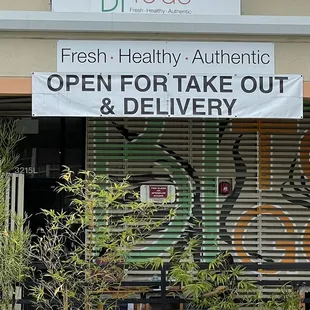 Fresh · Healthy · Authentic
Fresh · Healthy · Authentic
OPEN FOR TAKE OUT
& DELIVERY
3215L